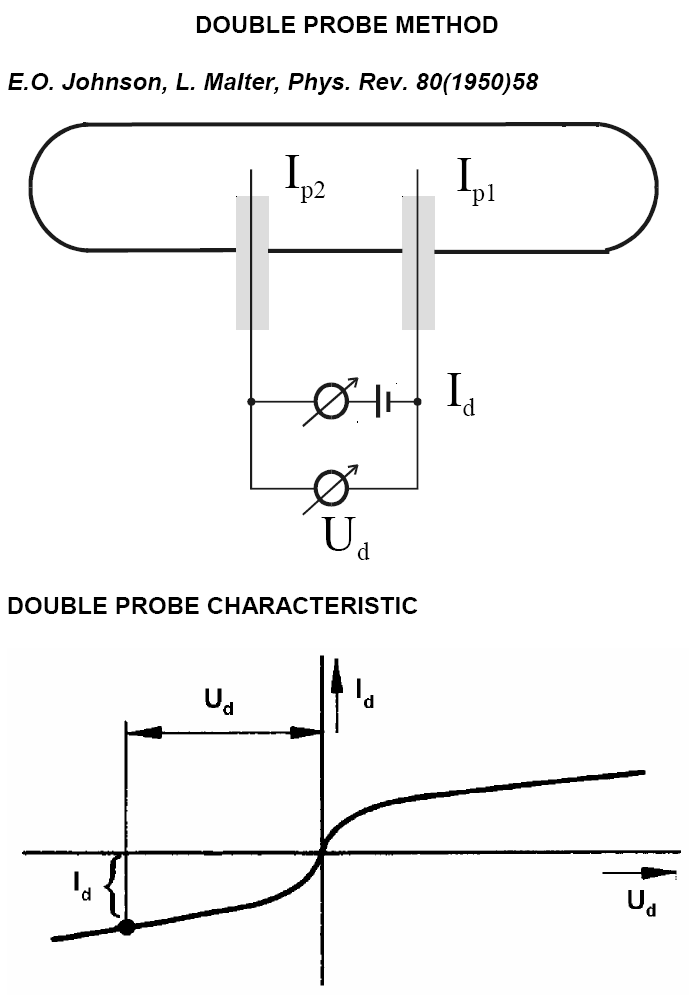 DOUBLE PROBE METHOD
E.O. Johnson, L. Malter, Phys. Rev. 80(1950)58
Ip2
Ip1
Id
Ud
DOUBLE PROBE CHARACTERISTIC
Ud
Id
Id
Ud